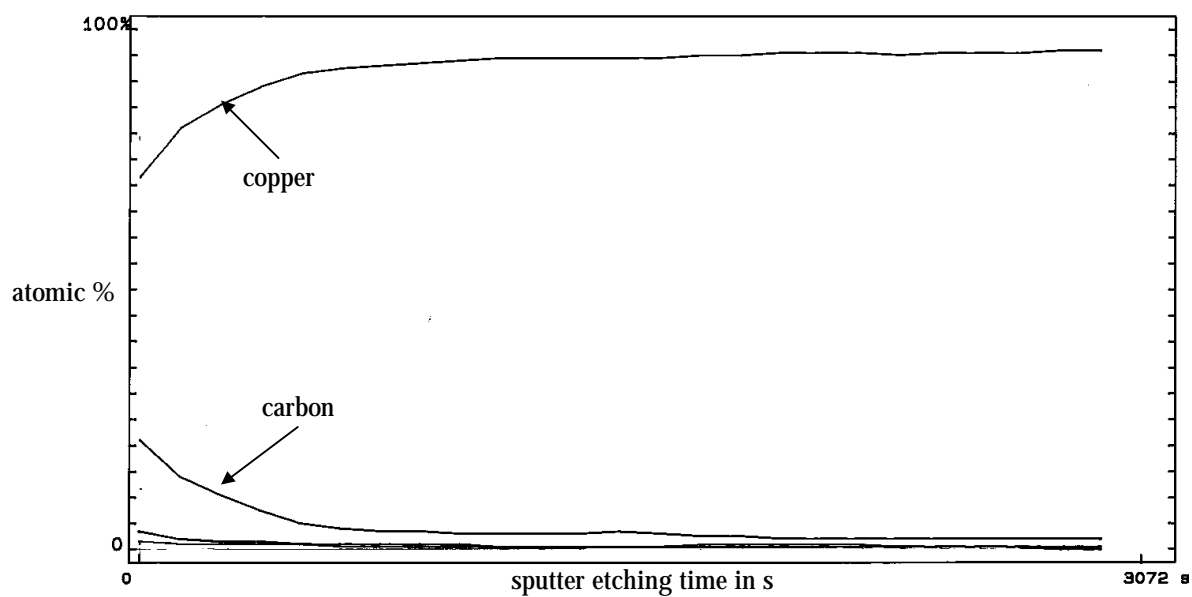 100%
copper
atomic %
carbon
0
0
sputter etching time in s
3072 s